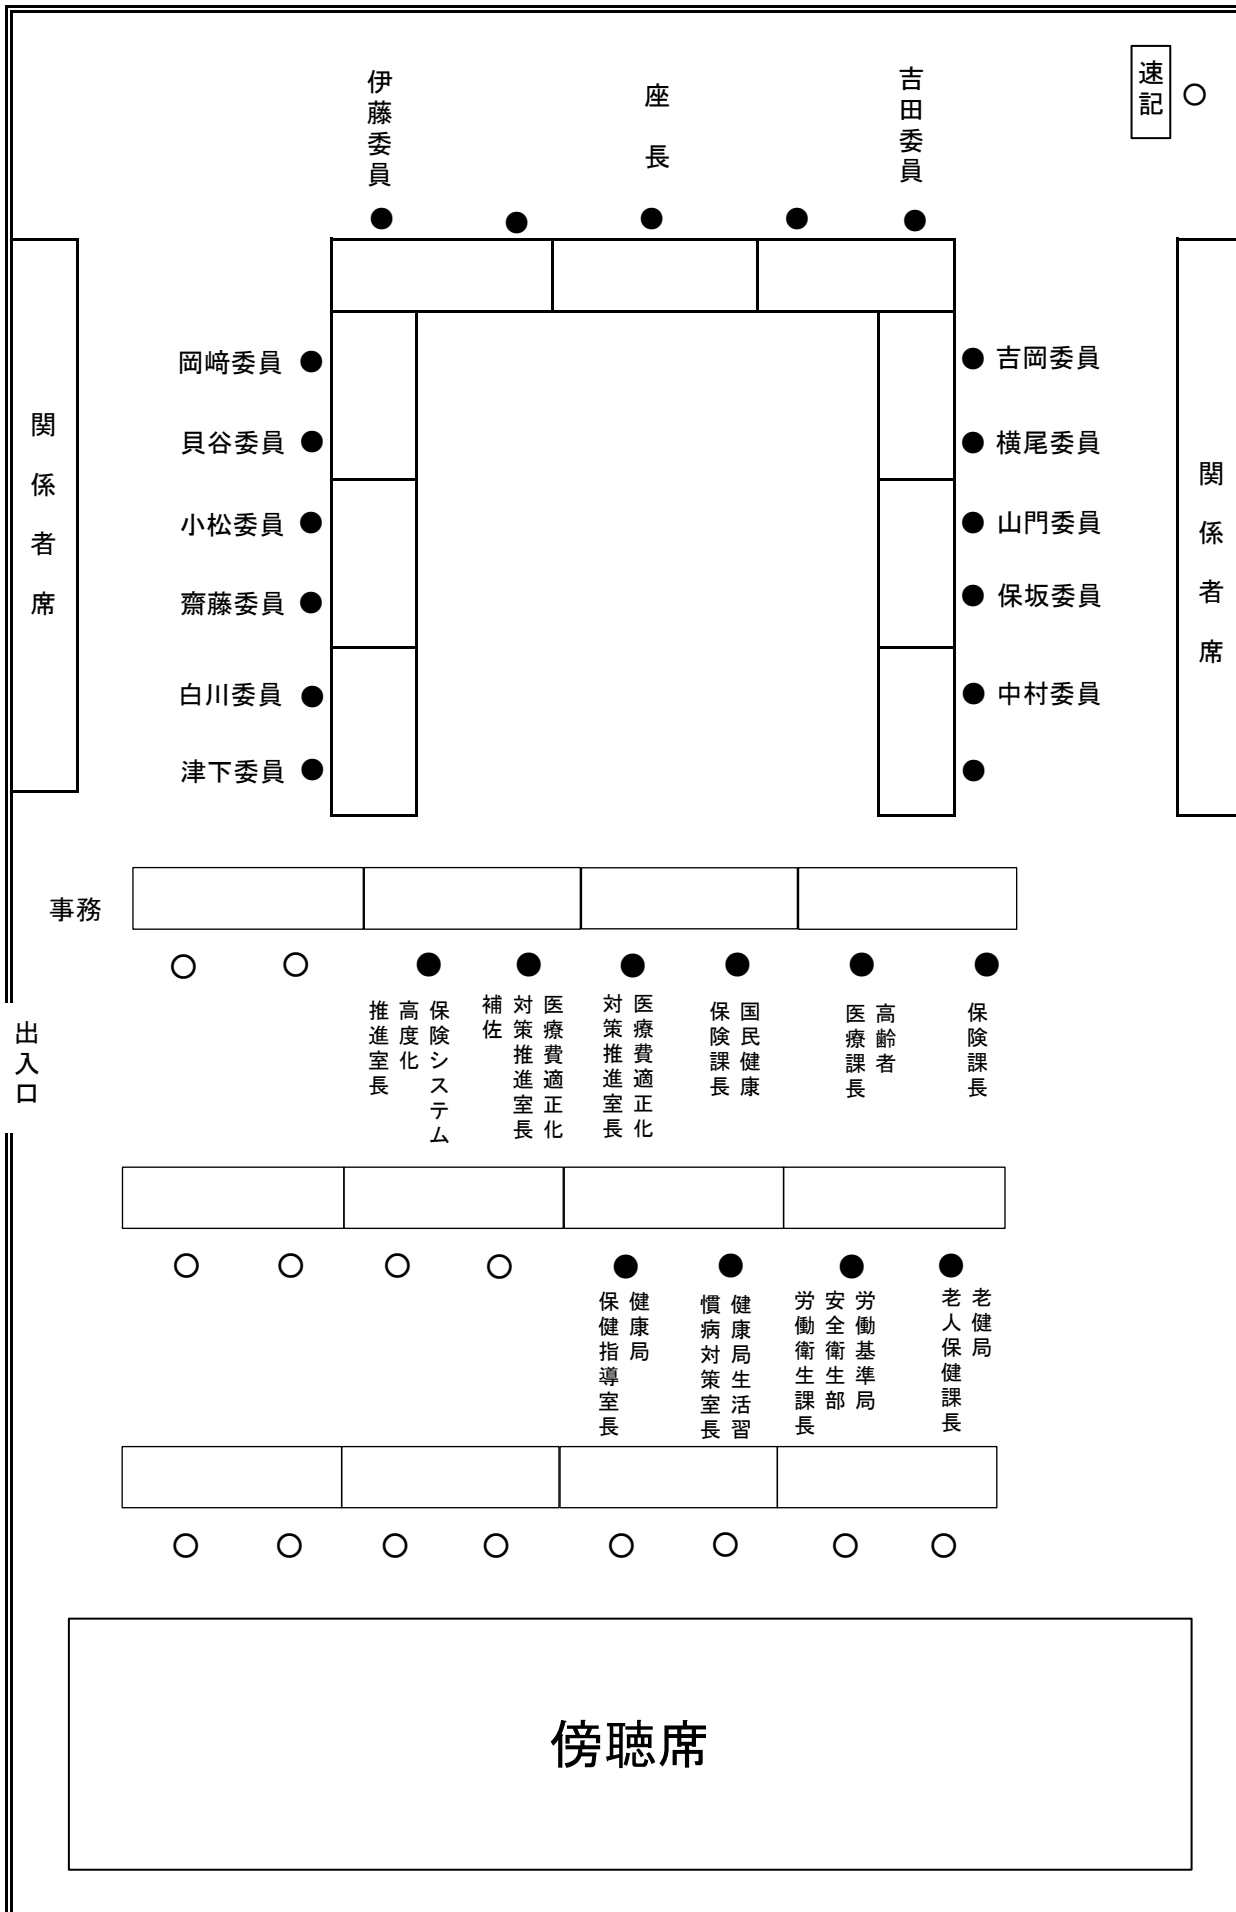 伊藤委員
座長
吉田委員
速記
関係者席
岡﨑委員
貝谷委員
小松委員
齋藤委員
白川委員
津下委員
吉岡委員
横尾委員
山門委員
保坂委員
中村委員
関係者席
事務
出入口
保険システム
高度化
推進室長
医療費適正化
対策推進室長
補佐
医療費適正化
対策推進室長
国民健康
保険課長
高齢者
医療課長
保険課長
健康局
保健指導室長
健康局生活習
慣病対策室長
労働基準局
安全衛生部
労働衛生課長
老健局
老人保健課長
傍聴席